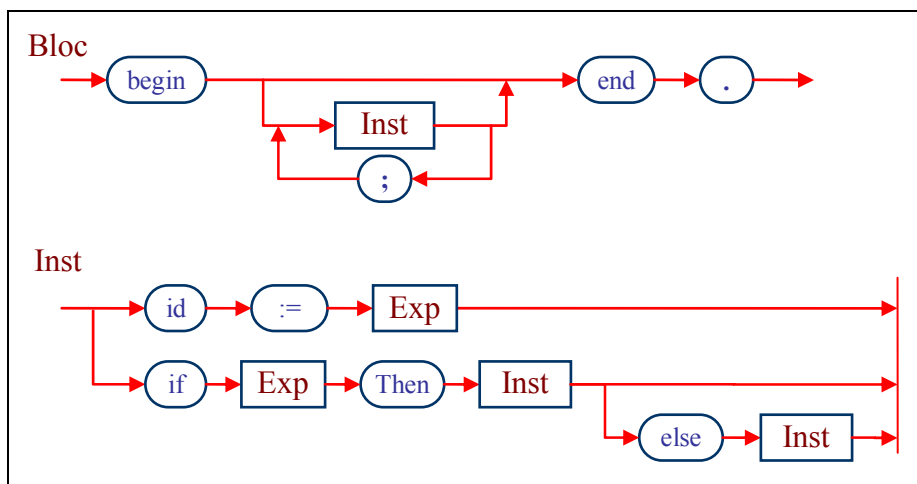 Bloc
begin end .
Inst
;
Inst
id := Exp
if Exp Then Inst
else Inst